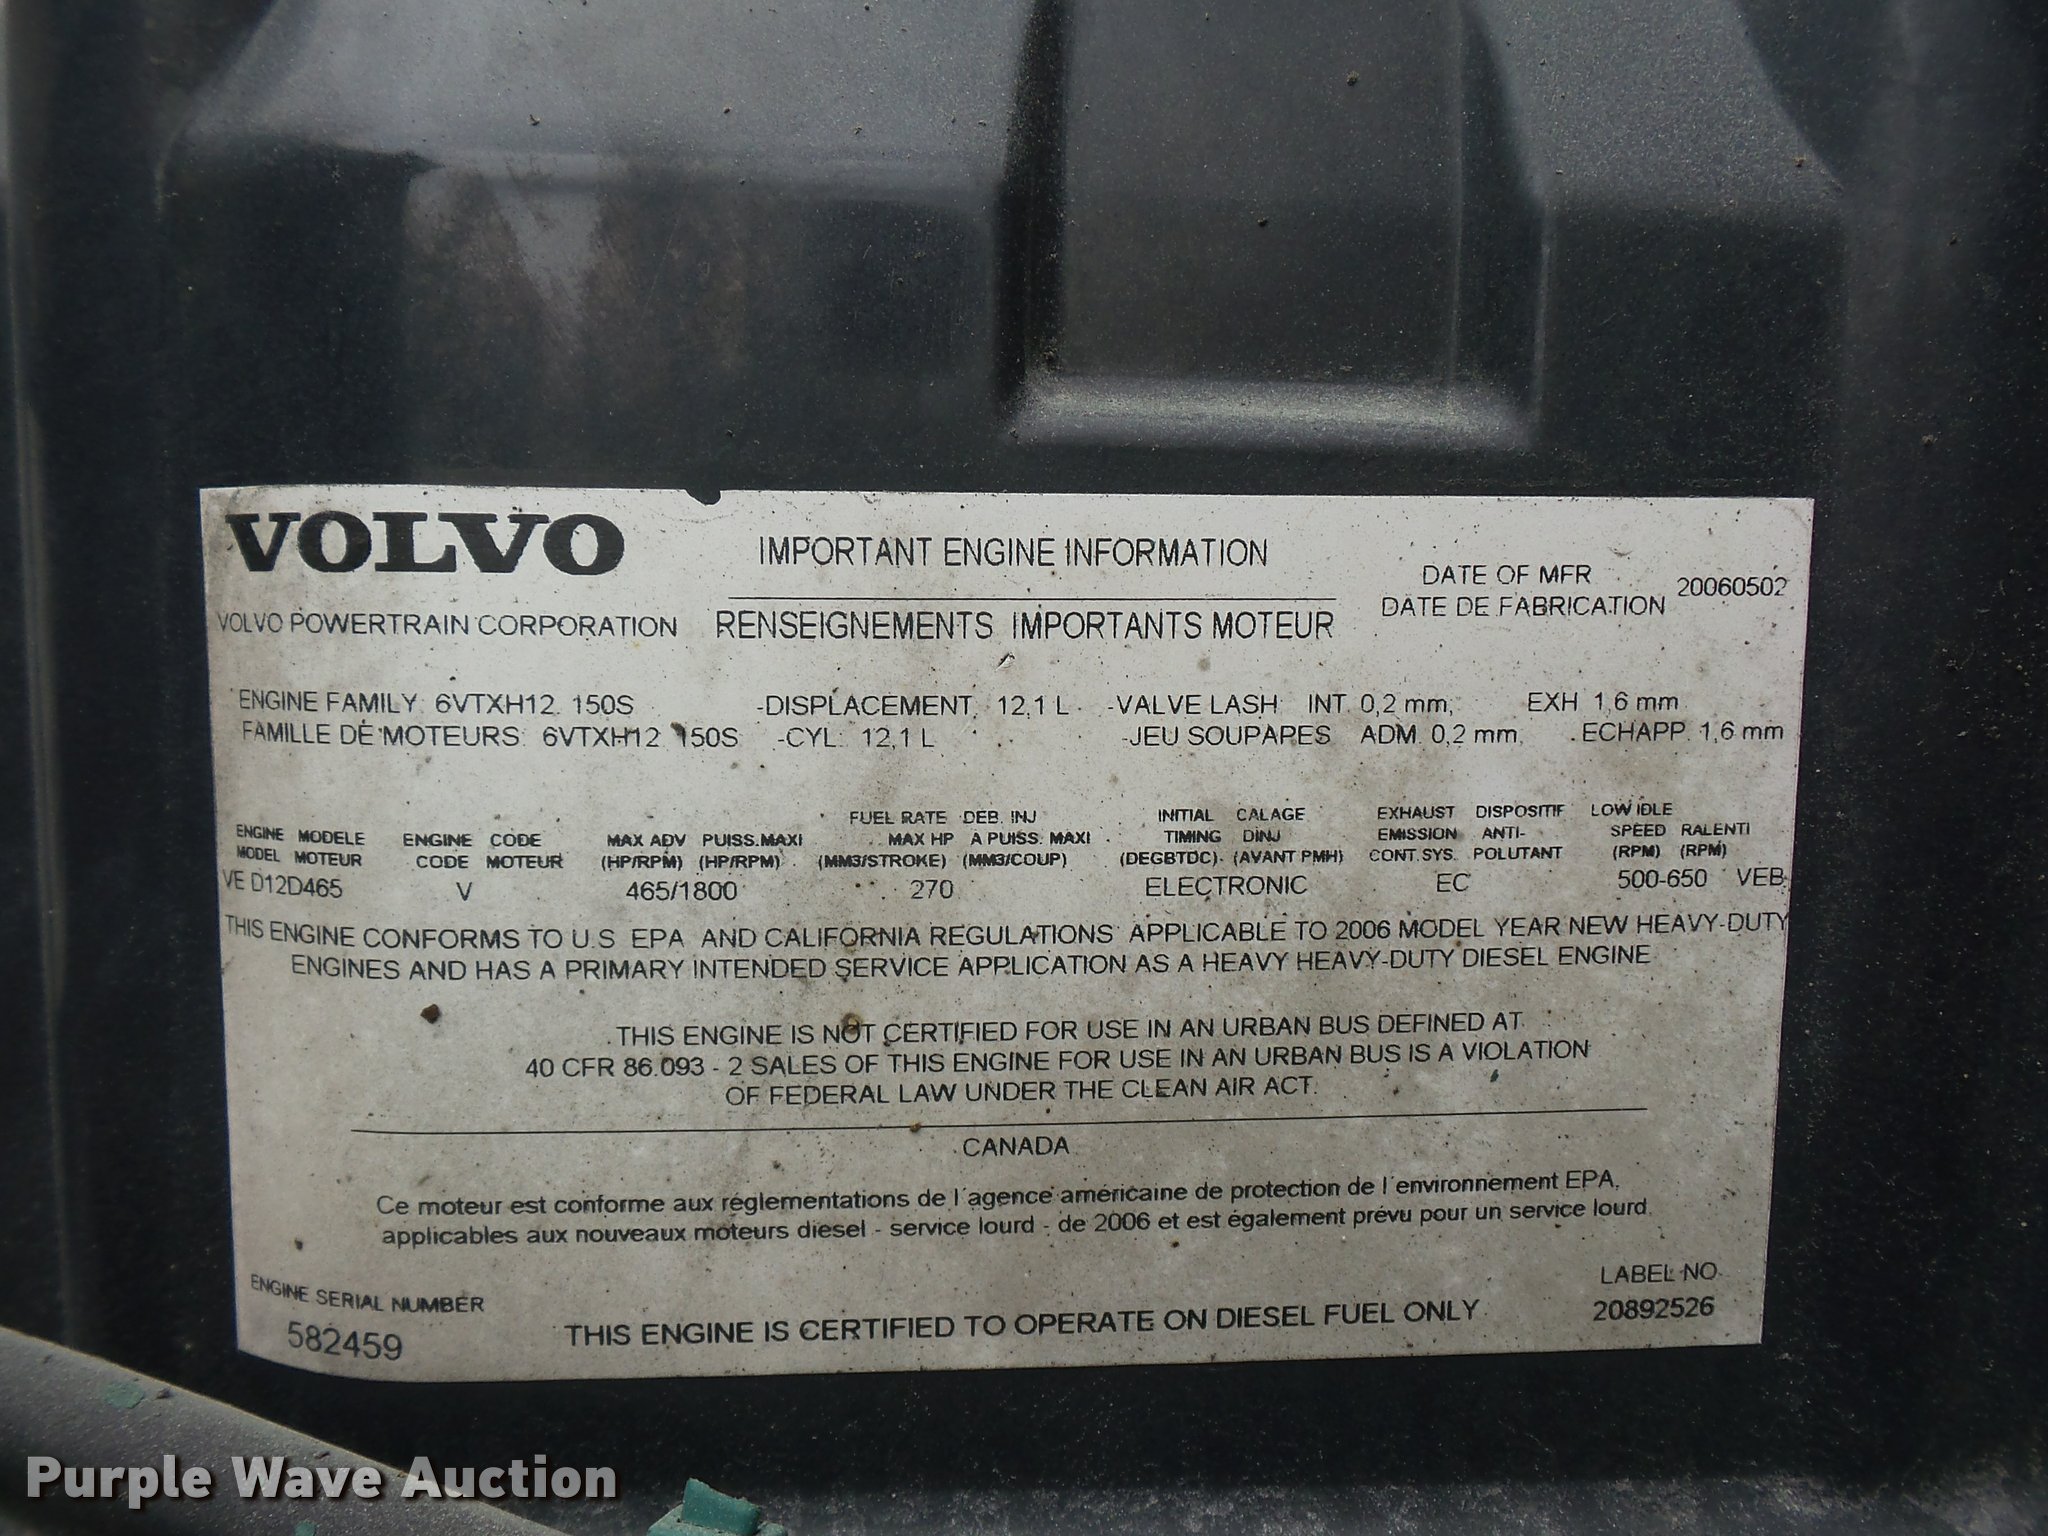 VOLVO
VOLVO POWERTRAIN CORPORATION
IMPORTANT ENGINE INFORMATION
RENSEIGNEMENTS IMPORTANTS MOTEUR
DATE OF MFR
DATE DE FABRICATION
20060502
ENGINE FAMILY 6VTXH12 150S -DISPLACEMENT 12,1 L -VALVE LASH INT 0,2 mm, EXH 1,6 mm
FAMILLE DE MOTEURS 6VTXH12 150S -CYL. 12,1 L -JEU SOUPAPES ADM 0,2 mm, ECHAPP. 1,6 mm
FUEL RATE DEB. INJ INITIAL CALAGE EXHAUST DISPOSITIF LOW IDLE
ENGINE MODELE ENGINE CODE MAX ADV PUISS.MAXI MAX HP A PUISS. MAXI TIMING DINJ EMISSION ANTI- SPEED RALENTI
MODEL MOTEUR CODE MOTEUR (HP/RPM) (HP/RPM) (MM3/STROKE) (MM3/COUP) (DEGBTDC) (AVANT PMH) CONT.SYS. POLUTANT (RPM) (RPM)
VE D12D465 V 465/1800 270 ELECTRONIC EC 500-650 VEB
THIS ENGINE CONFORMS TO U.S EPA AND CALIFORNIA REGULATIONS APPLICABLE TO 2006 MODEL YEAR NEW HEAVY-DUTY
ENGINES AND HAS A PRIMARY INTENDED SERVICE APPLICATION AS A HEAVY HEAVY-DUTY DIESEL ENGINE
THIS ENGINE IS NOT CERTIFIED FOR USE IN AN URBAN BUS DEFINED AT
40 CFR 86.093 - 2 SALES OF THIS ENGINE FOR USE IN AN URBAN BUS IS A VIOLATION
OF FEDERAL LAW UNDER THE CLEAN AIR ACT.
CANADA
Ce moteur est conforme aux réglementations de l'agence américaine de protection de l'environnement EPA,
applicables aux nouveaux moteurs diesel - service lourd - de 2006 et est également prévu pour un service lourd.
ENGINE SERIAL NUMBER
582459
THIS ENGINE IS CERTIFIED TO OPERATE ON DIESEL FUEL ONLY
LABEL NO
20892526
Purple Wave Auction